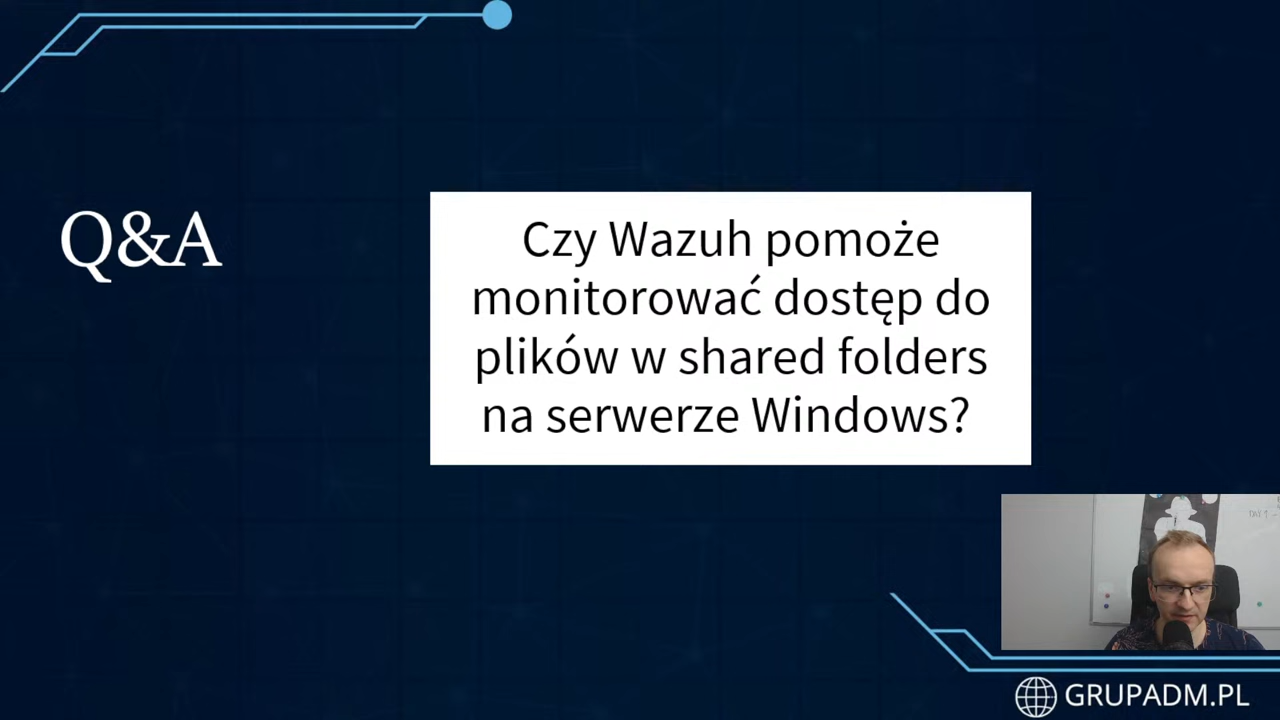 Q&A
Czy Wazuh pomoże
monitorować dostęp do
plików w shared folders
na serwerze Windows?
GRUPADM.PL